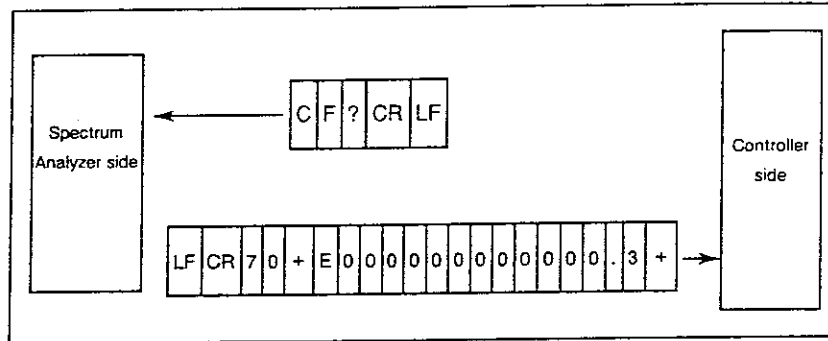 C F ? CR LF
Spectrum
Analyzer side
Controller
side
LF CR 7 0 + E 0 0 0 0 0 0 0 0 0 0 0 0 . 3 +